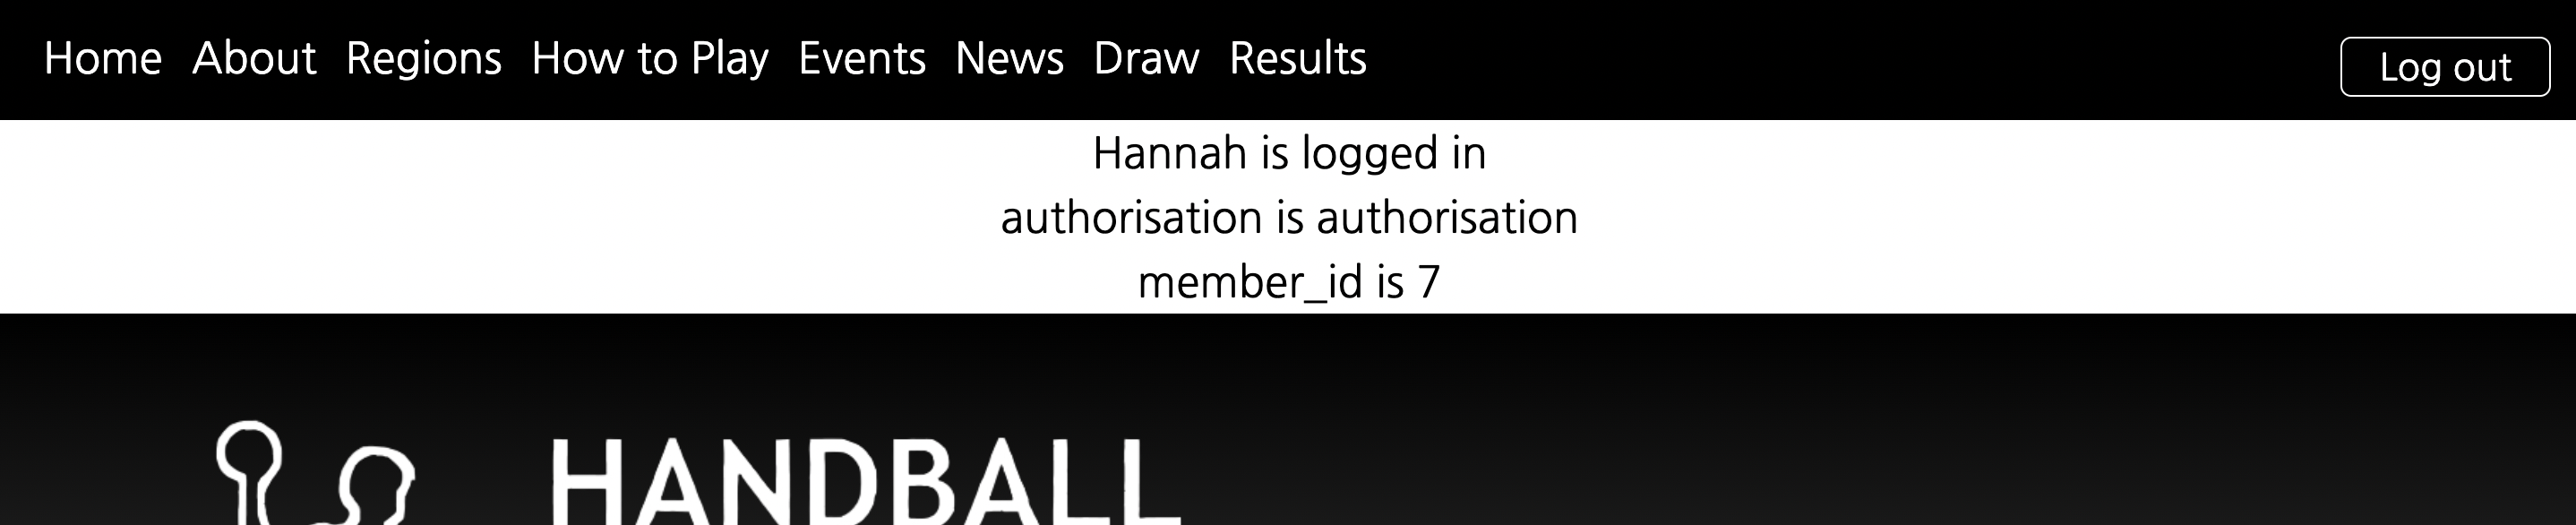 Home About Regions How to Play Events News Draw Results Log out
Hannah is logged in
authorisation is authorisation
member_id is 7
HANDBALL